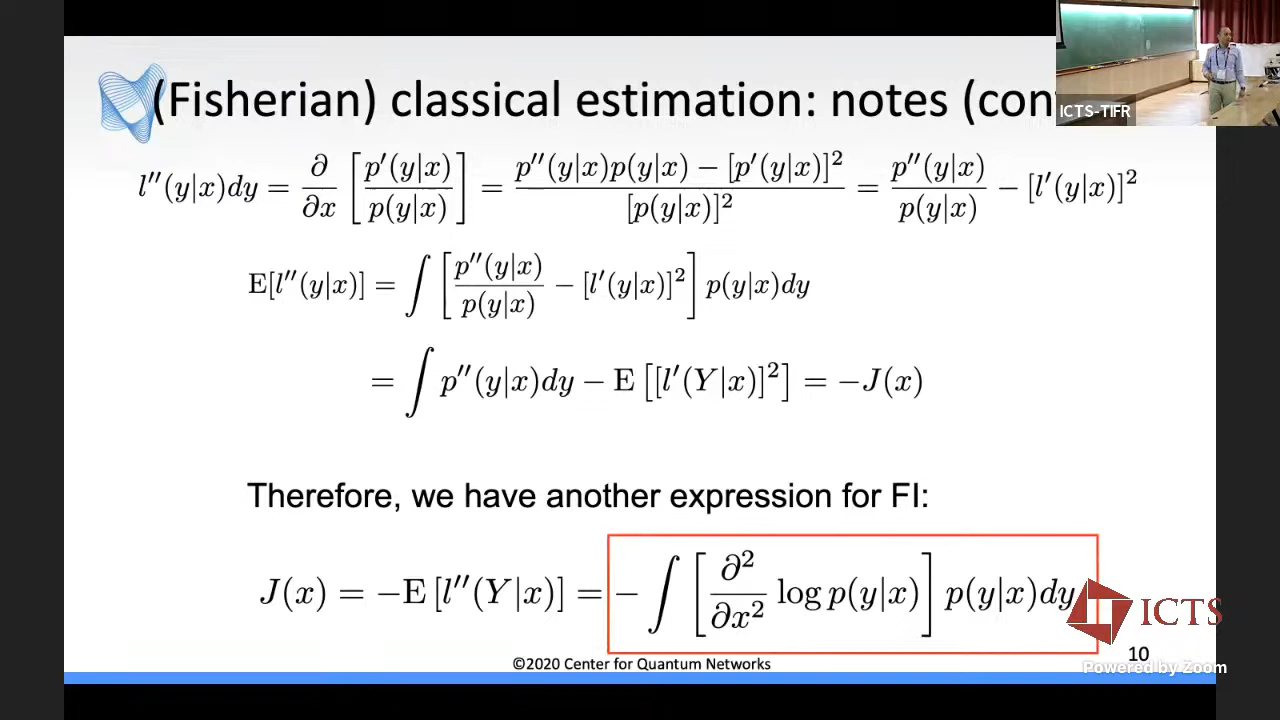 (Fisherian) classical estimation: notes (con
ICTS-TIFR
l''(y|x)dy = ∂/∂x [p'(y|x)/p(y|x)] = p''(y|x)p(y|x) − [p'(y|x)]²/[p(y|x)]² = p''(y|x)/p(y|x) − [l'(y|x)]²
E[l''(y|x)] = ∫ [p''(y|x)/p(y|x) − [l'(y|x)]²] p(y|x)dy
= ∫ p''(y|x)dy − E [[l'(Y|x)]²] = −J(x)
Therefore, we have another expression for FI:
J(x) = −E [l''(Y|x)] = − ∫ [∂²/∂x² log p(y|x)] p(y|x)dy
ICTS
10
©2020 Center for Quantum Networks
Powered by Zoom